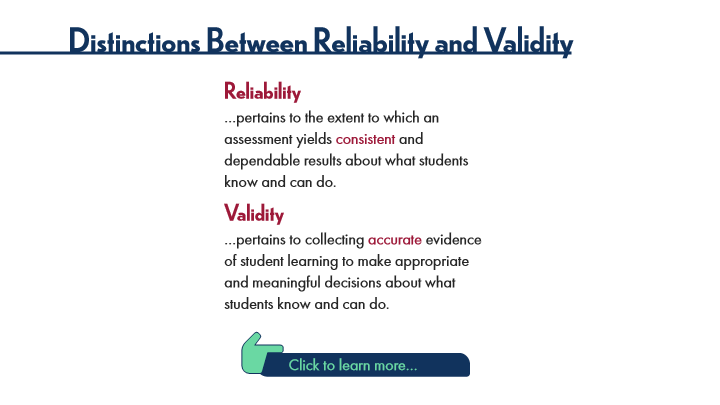 Distinctions Between Reliability and Validity
Reliability
...pertains to the extent to which an
assessment yields consistent and
dependable results about what students
know and can do.
Validity
...pertains to collecting accurate evidence
of student learning to make appropriate
and meaningful decisions about what
students know and can do.
Click to learn more...